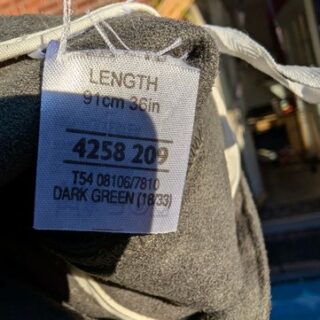 LENGTH
91cm 36in
4258 209
T54 08106/7810
DARK GREEN (18/33)